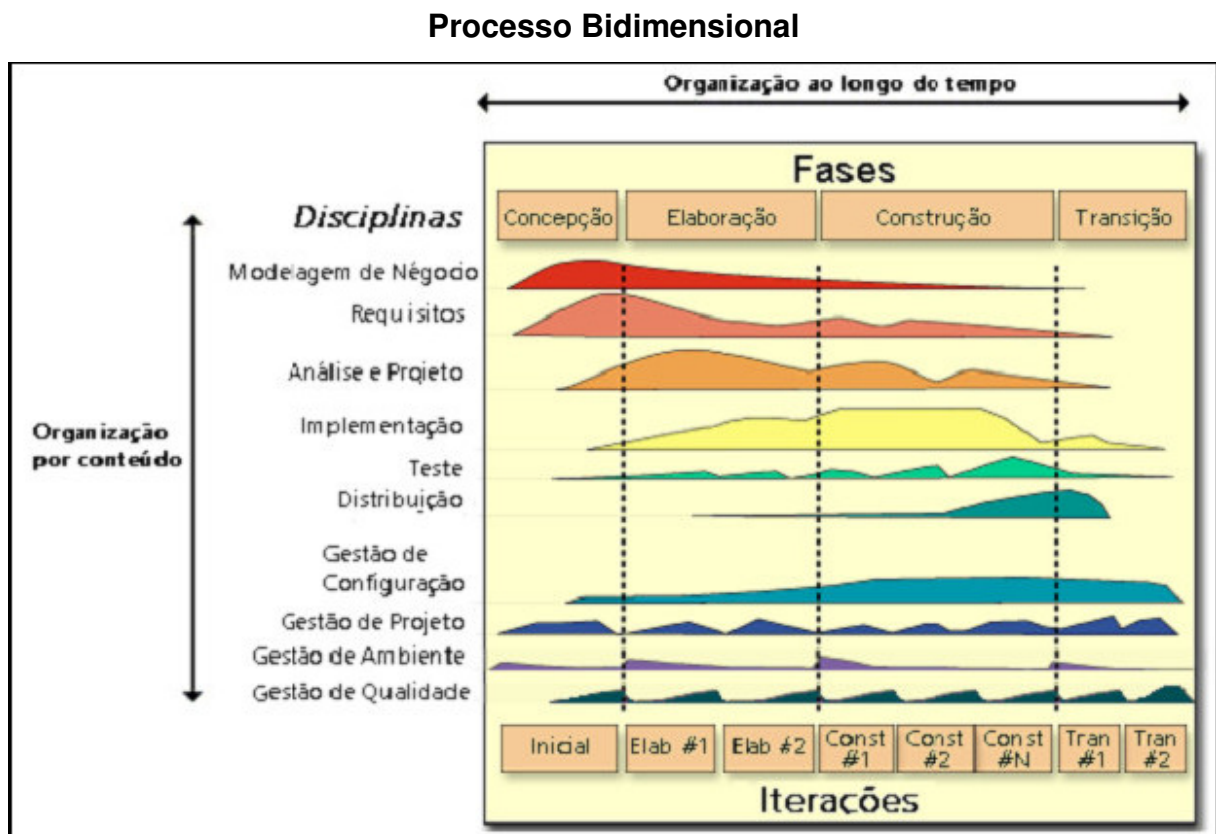 Processo Bidimensional
Organização ao longo do tempo
Fases
Disciplinas
Concepção
Elaboração
Construção
Transição
Modelagem de Négocio
Requisitos
Análise e Projeto
Implementação
Teste
Distribuição
Gestão de
Configuração
Gestão de Projeto
Gestão de Ambiente
Gestão de Qualidade
Organização
por conteúdo
Inicial
Elab #1
Elab #2
Const
#1
Const
#2
Const
#N
Tran
#1
Tran
#2
Iterações